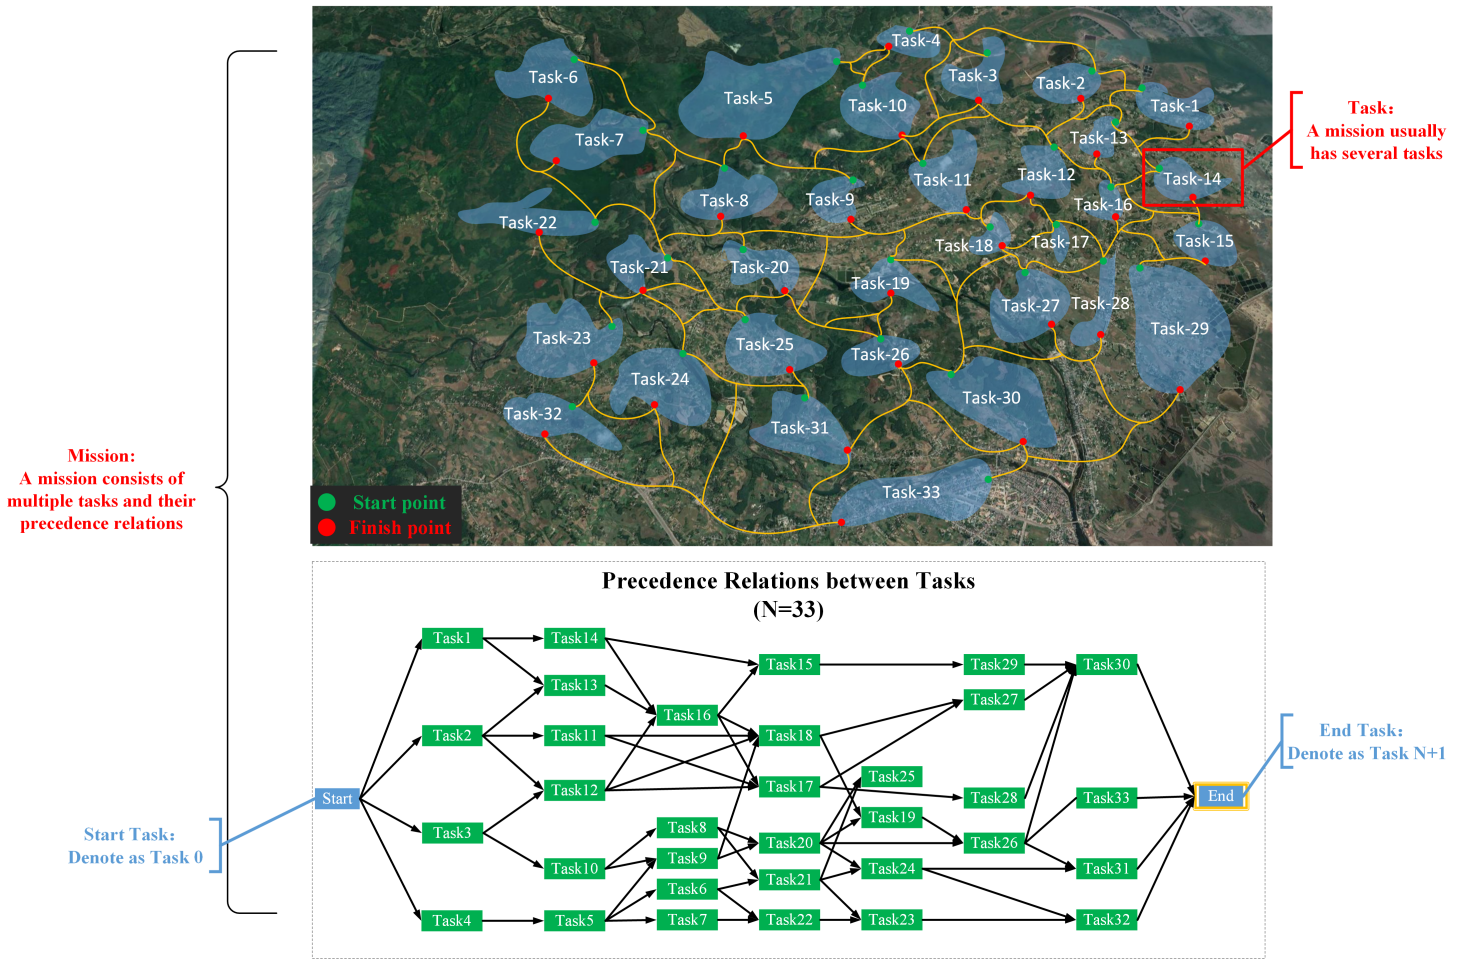 Task-4
Task-6
Task-3
Task-2
Task-5
Task-10
Task-1
Task-7
Task-13
Task-11
Task-12
Task-14
Task-8
Task-9
Task-16
Task-22
Task-18
Task-17
Task-15
Task-21
Task-20
Task-19
Task-27
Task-28
Task-29
Task-23
Task-25
Task-26
Task-24
Task-30
Task-32
Task-31
Task-33
Start point
Finish point
Task:
A mission usually
has several tasks
Mission:
A mission consists of
multiple tasks and their
precedence relations
Precedence Relations between Tasks
(N=33)
Task1
Task14
Task15
Task29
Task30
Task13
Task27
Task16
Task2
Task11
Task18
Task25
Task17
Task12
Start
Task28
Task33
End
Task3
Task8
Task19
Task9
Task20
Task26
Task10
Task21
Task24
Task31
Task6
Task4
Task5
Task7
Task22
Task23
Task32
Start Task:
Denote as Task 0
End Task:
Denote as Task N+1